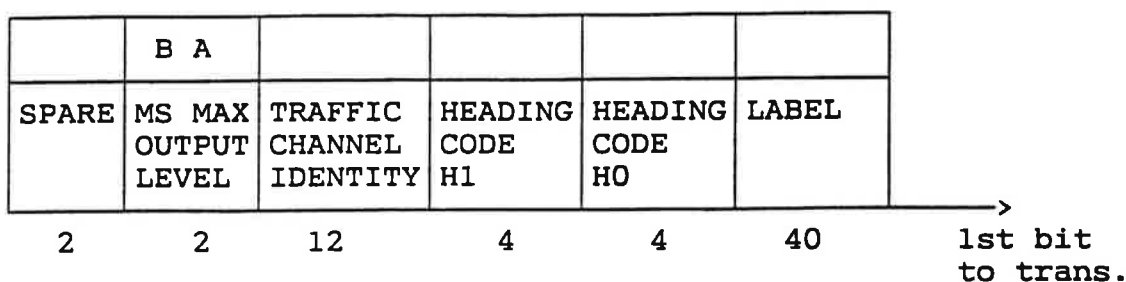 B A
SPARE MS MAX TRAFFIC HEADING HEADING LABEL
OUTPUT CHANNEL CODE CODE
LEVEL IDENTITY H1 H0
2 2 12 4 4 40 1st bit
to trans.